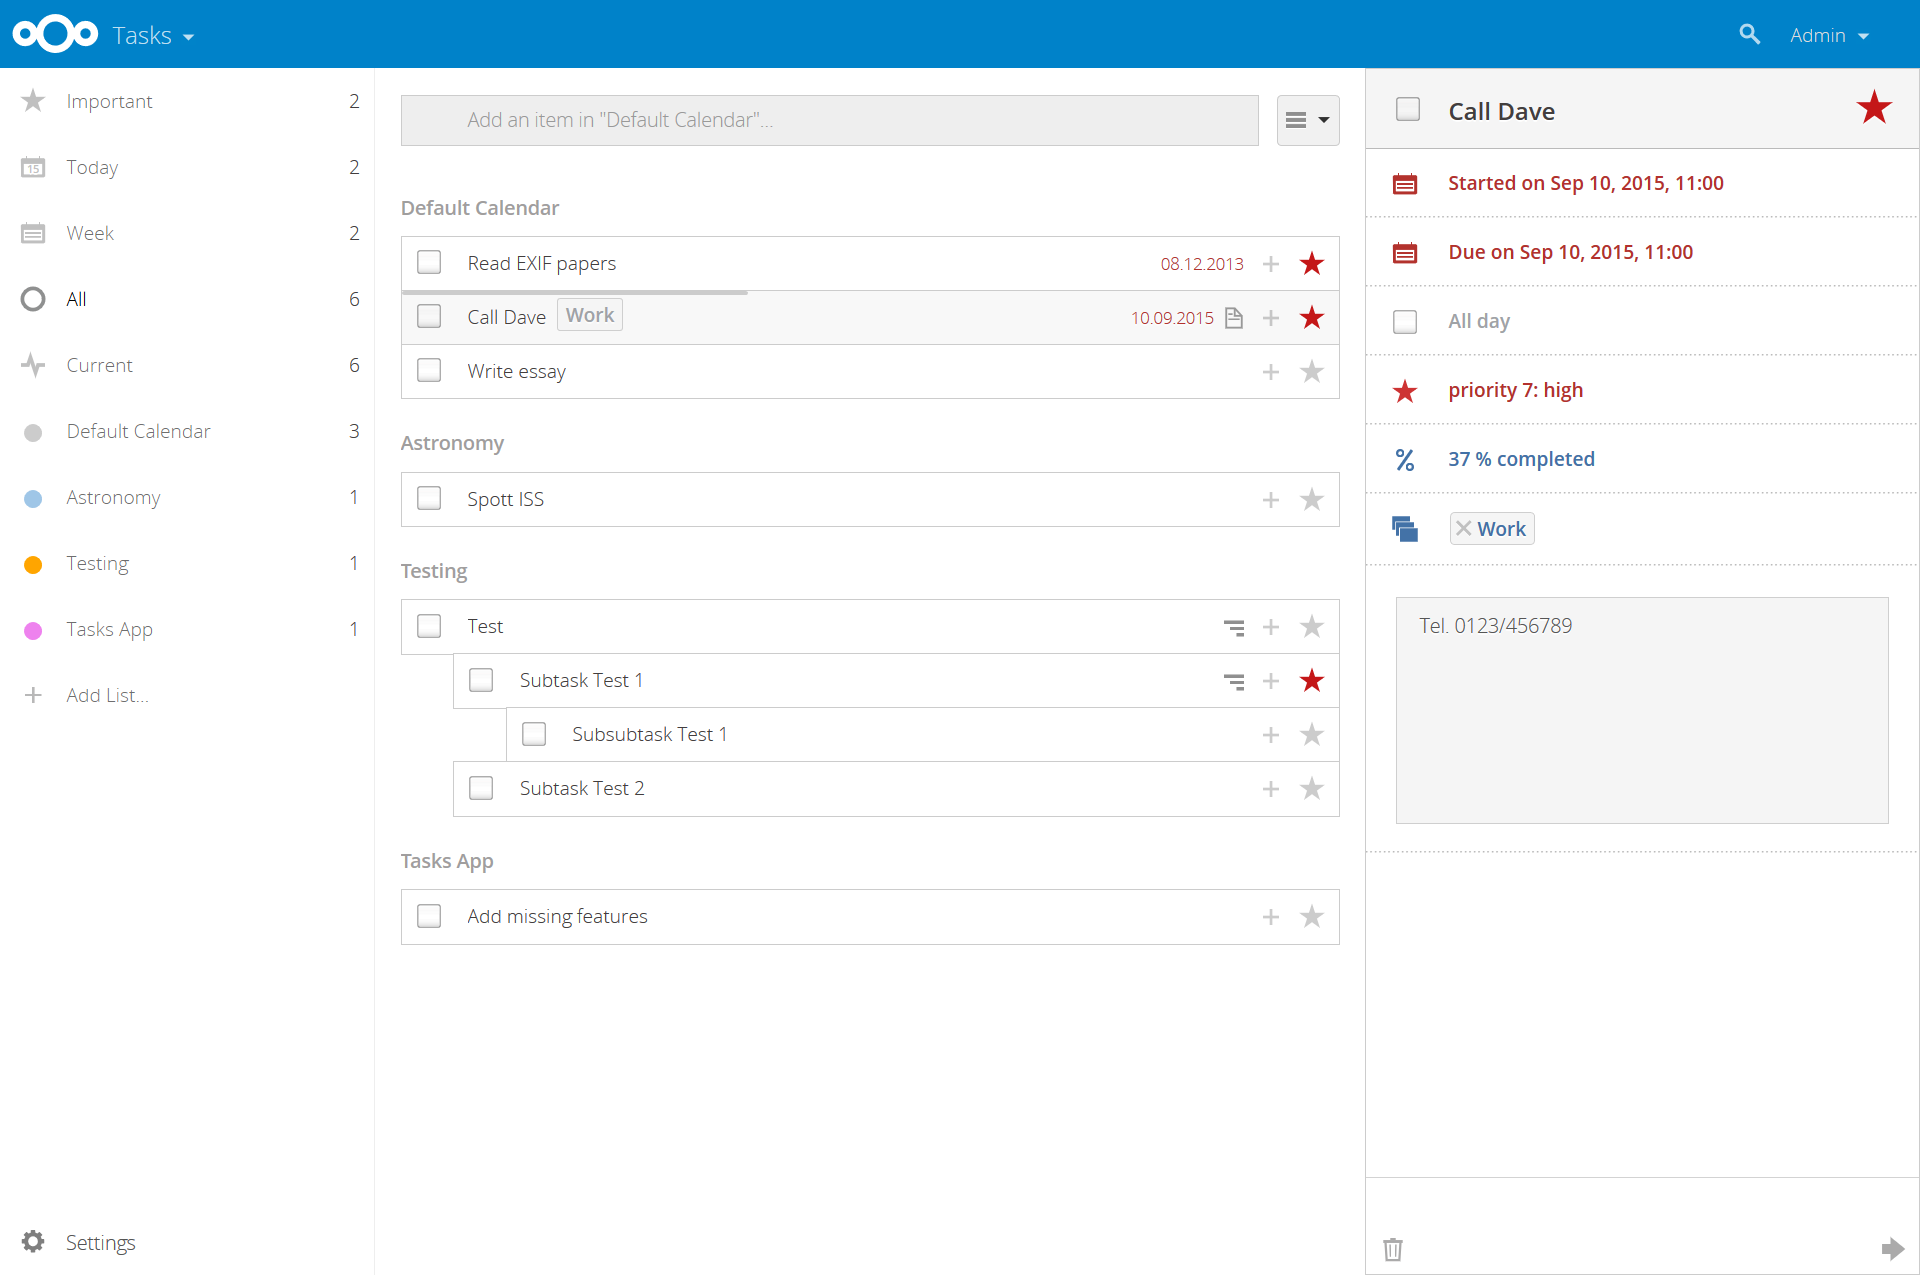 Tasks
Admin
Important 2
15
Today 2
Week 2
All 6
Current 6
Default Calendar 3
Astronomy 1
Testing 1
Tasks App 1
Add List...
Settings
Add an item in "Default Calendar"...
Default Calendar
Read EXIF papers 08.12.2013
Call Dave Work 10.09.2015
Write essay
Astronomy
Spott ISS
Testing
Test
Subtask Test 1
Subsubtask Test 1
Subtask Test 2
Tasks App
Add missing features
Call Dave
Started on Sep 10, 2015, 11:00
Due on Sep 10, 2015, 11:00
All day
priority 7: high
% 37 % completed
Work
Tel. 0123/456789